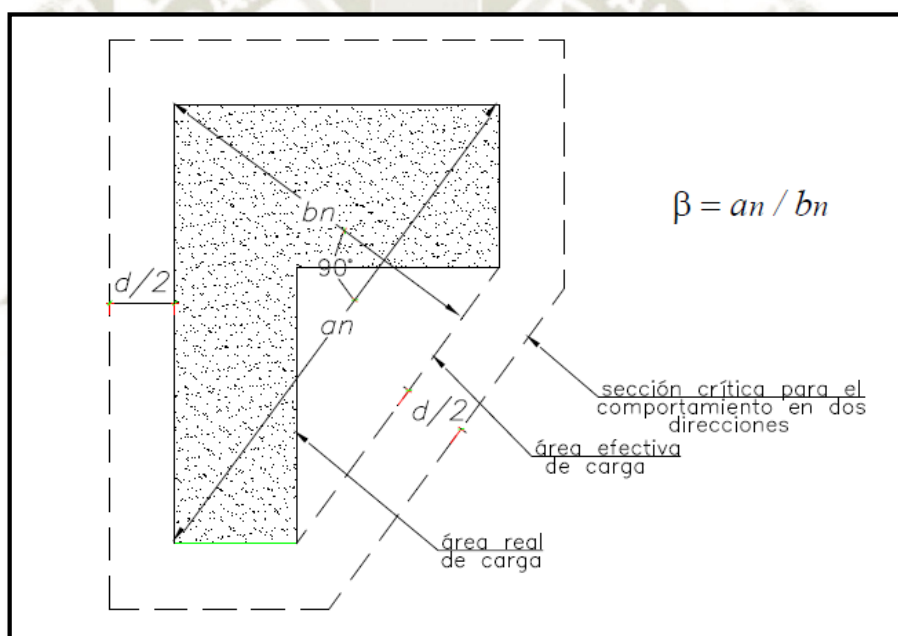 bn
β = an / bn
90°
d/2
an
d/2
sección crítica para el
comportamiento en dos
direcciones
área efectiva
de carga
área real
de carga